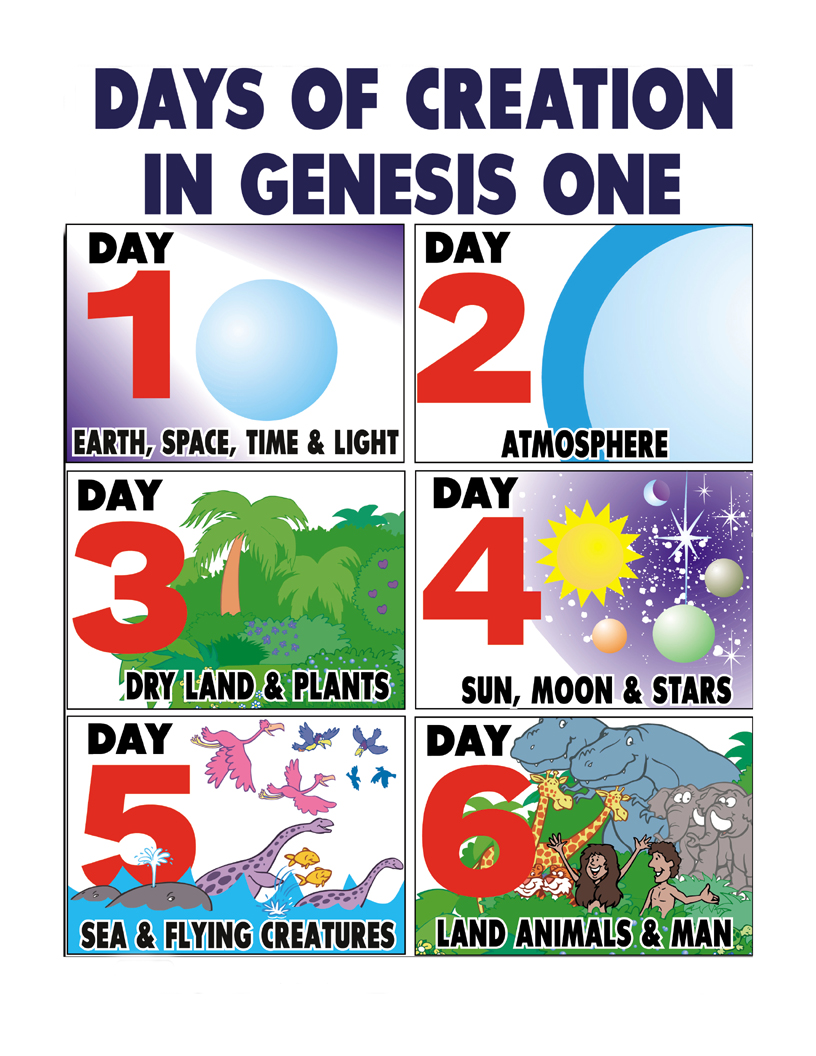 DAYS OF CREATION
IN GENESIS ONE
DAY
1
EARTH, SPACE, TIME & LIGHT
DAY
2
ATMOSPHERE
DAY
3
DRY LAND & PLANTS
DAY
4
SUN, MOON & STARS
DAY
5
SEA & FLYING CREATURES
DAY
6
LAND ANIMALS & MAN